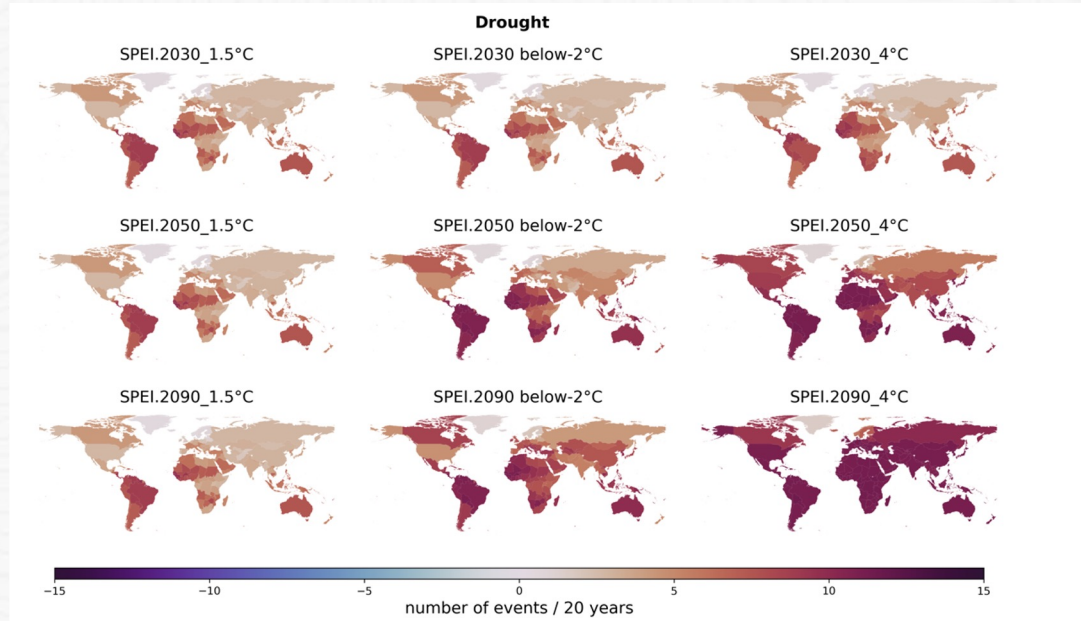 Drought
SPEI.2030_1.5°C
SPEI.2030 below-2°C
SPEI.2030_4°C
SPEI.2050_1.5°C
SPEI.2050 below-2°C
SPEI.2050_4°C
SPEI.2090_1.5°C
SPEI.2090 below-2°C
SPEI.2090_4°C
−15 −10 −5 0 5 10 15
number of events / 20 years